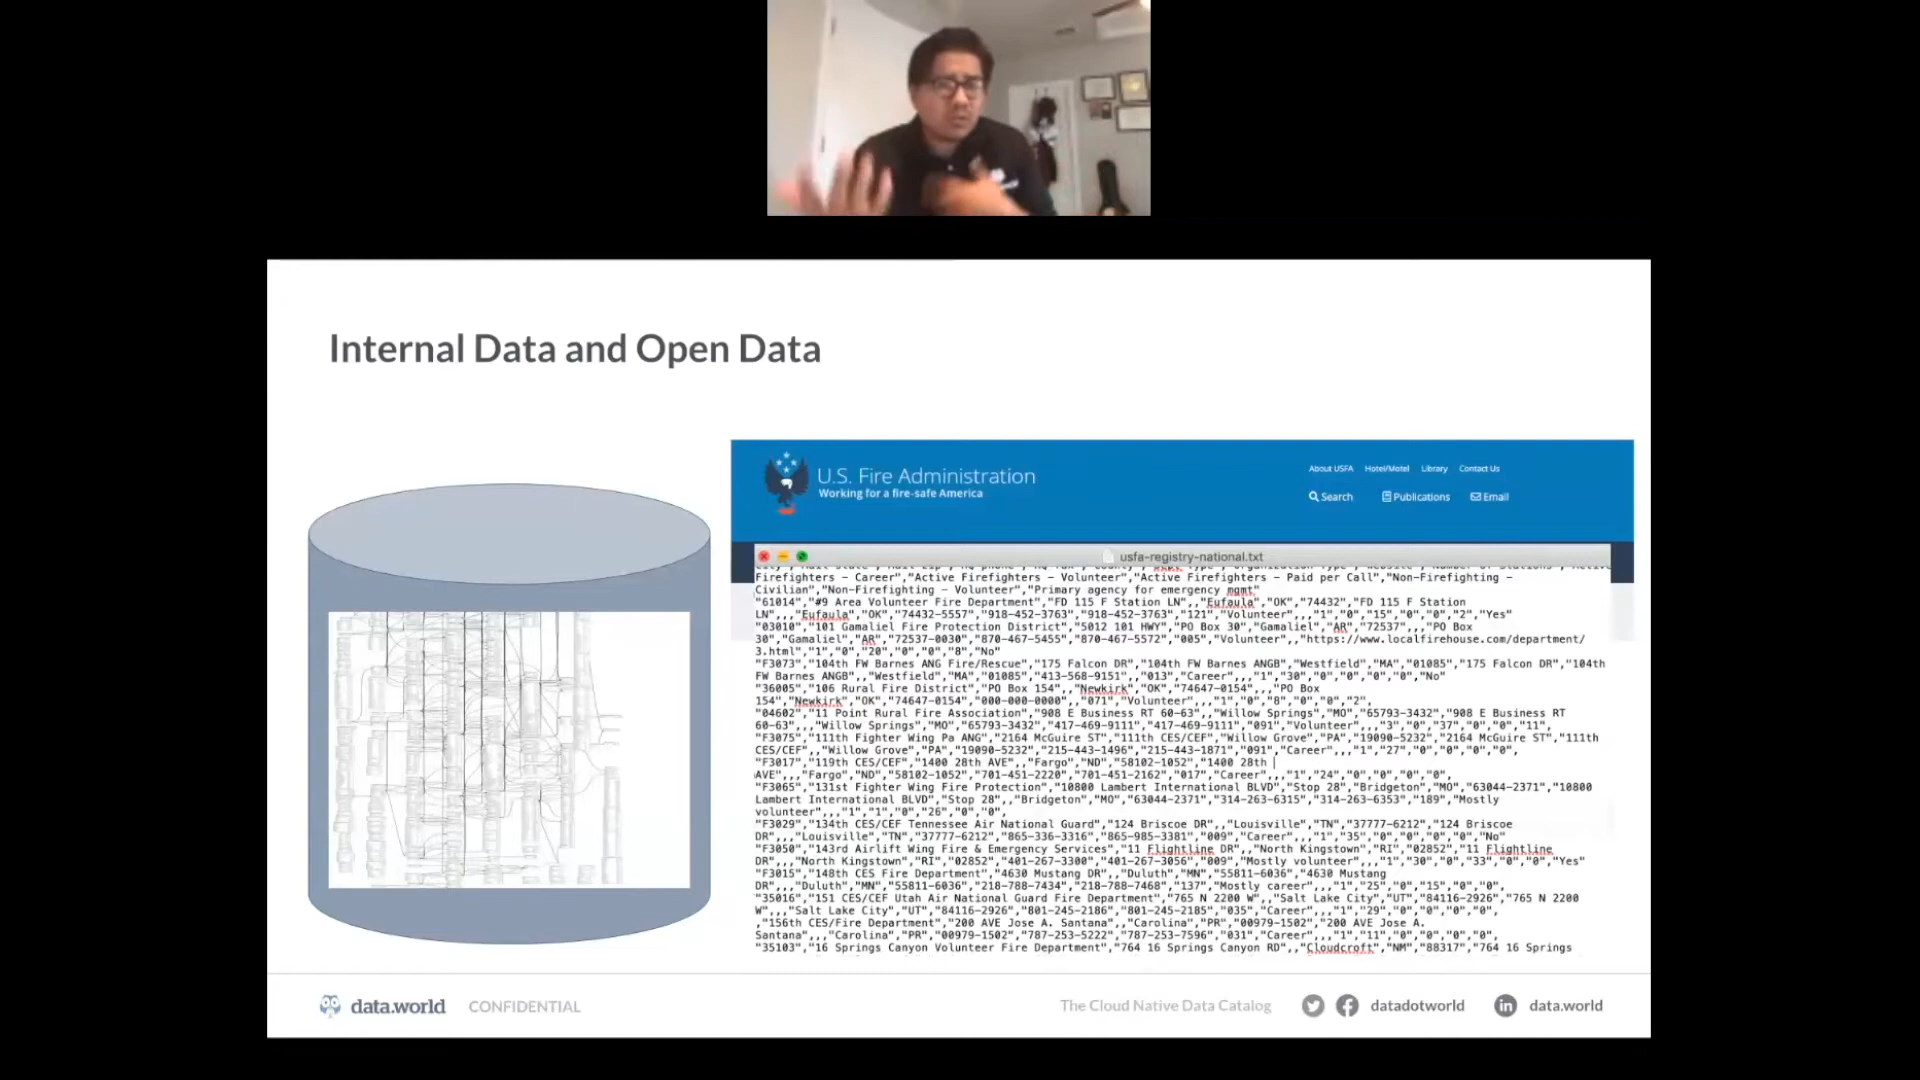 Internal Data and Open Data
U.S. Fire Administration
Working for a fire-safe America
About USFA Hotel/Motel Library Contact Us
Search Publications Email
usfa-registry-national.txt
Firefighters - Career","Active Firefighters - Volunteer","Active Firefighters - Paid per Call","Non-Firefighting -
Civilian","Non-Firefighting - Volunteer","Primary agency for emergency mgmt"
"61014","#9 Area Volunteer Fire Department","FD 115 F Station LN",,"Eufaula","OK","74432","FD 115 F Station
LN",,,"Eufaula","OK","74432-5557","918-452-3763","918-452-3763","121","Volunteer",,,"1","0","15","0","0","2","Yes"
"03010","101 Gamaliel Fire Protection District","5012 101 HWY","PO Box 30","Gamaliel","AR","72537",,,"PO Box
30","Gamaliel","AR","72537-0030","870-467-5455","870-467-5572","005","Volunteer",,"https://www.localfirehouse.com/department/
3.html","1","0","20","0","0","8","No"
"F3073","104th FW Barnes ANG Fire/Rescue","175 Falcon DR","104th FW Barnes ANGB","Westfield","MA","01085","175 Falcon DR","104th
FW Barnes ANGB",,"Westfield","MA","01085","413-568-9151",,"013","Career",,,"1","30","0","0","0","0","No"
"36005","106 Rural Fire District","PO Box 154",,"Newkirk","OK","74647-0154",,,"PO Box
154","Newkirk","OK","74647-0154","000-000-0000",,"071","Volunteer",,,"1","0","8","0","0","2",
"04602","11 Point Rural Fire Association","908 E Business RT 60-63",,"Willow Springs","MO","65793-3432","908 E Business RT
60-63",,,"Willow Springs","MO","65793-3432","417-469-9111","417-469-9111","091","Volunteer",,,"3","0","37","0","0","11",
"F3075","111th Fighter Wing Pa ANG","2164 McGuire ST","111th CES/CEF","Willow Grove","PA","19090-5232","2164 McGuire ST","111th
CES/CEF",,"Willow Grove","PA","19090-5232","215-443-1496","215-443-1871","091","Career",,,"1","27","0","0","0","0",
"F3017","119th CES/CEF","1400 28th AVE",,"Fargo","ND","58102-1052","1400 28th
AVE",,,"Fargo","ND","58102-1052","701-451-2220","701-451-2162","017","Career",,,"1","24","0","0","0","0",
"F3065","131st Fighter Wing Fire Protection","10800 Lambert International BLVD","Stop 28","Bridgeton","MO","63044-2371","10800
Lambert International BLVD","Stop 28",,"Bridgeton","MO","63044-2371","314-263-6315","314-263-6353","189","Mostly
volunteer",,,"1","1","0","26","0","0",
"F3029","134th CES/CEF Tennessee Air National Guard","124 Briscoe DR",,"Louisville","TN","37777-6212","124 Briscoe
DR",,,"Louisville","TN","37777-6212","865-336-3316","865-985-3381","009","Career",,,"1","35","0","0","0","0","No"
"F3050","143rd Airlift Wing Fire & Emergency Services","11 Flightline DR",,"North Kingstown","RI","02852","11 Flightline
DR",,,"North Kingstown","RI","02852","401-267-3300","401-267-3056","009","Mostly volunteer",,,"1","30","0","33","0","0","Yes"
"F3015","148th CES Fire Department","4630 Mustang DR",,"Duluth","MN","55811-6036","4630 Mustang
DR",,,"Duluth","MN","55811-6036","218-788-7434","218-788-7468","137","Mostly career",,,"1","25","0","15","0","0",
"35016","151 CES/CEF Utah Air National Guard Fire Department","765 N 2200 W",,"Salt Lake City","UT","84116-2926","765 N 2200
W",,,"Salt Lake City","UT","84116-2926","801-245-2186","801-245-2185","035","Career",,,"1","29","0","0","0","0",
,"156th CES/Fire Department","200 AVE Jose A. Santana",,"Carolina","PR","00979-1502","200 AVE Jose A.
Santana",,,"Carolina","PR","00979-1502","787-253-5222","787-253-7596","031","Career",,,"1","11","0","0","0","0",
"35103","16 Springs Canyon Volunteer Fire Department","764 16 Springs Canyon RD",,"Cloudcroft","NM","88317","764 16 Springs
data.world CONFIDENTIAL The Cloud Native Data Catalog datadotworld data.world